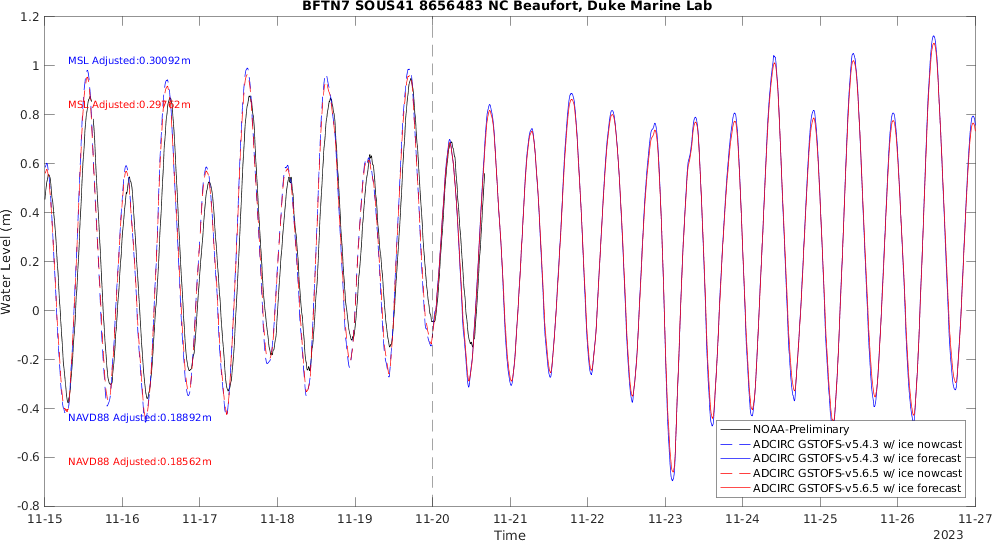 BFTN7 SOUS41 8656483 NC Beaufort, Duke Marine Lab
1.2
1
0.8
0.6
0.4
0.2
0
-0.2
-0.4
-0.6
-0.8
Water Level (m)
MSL Adjusted:0.30092m
MSL Adjusted:0.29762m
NAVD88 Adjusted:0.18892m
NAVD88 Adjusted:0.18562m
NOAA-Preliminary
ADCIRC GSTOFS-v5.4.3 w/ ice nowcast
ADCIRC GSTOFS-v5.4.3 w/ ice forecast
ADCIRC GSTOFS-v5.6.5 w/ ice nowcast
ADCIRC GSTOFS-v5.6.5 w/ ice forecast
11-15 11-16 11-17 11-18 11-19 11-20 11-21 11-22 11-23 11-24 11-25 11-26 11-27
Time
2023